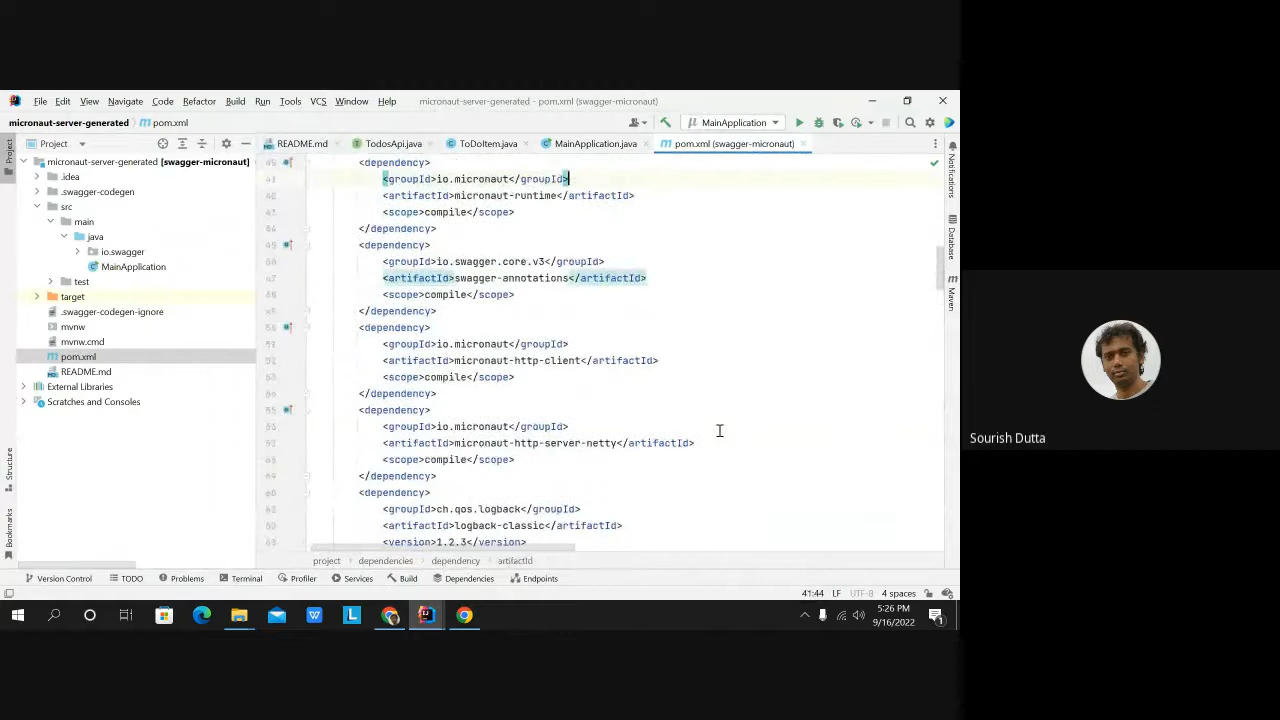 File Edit View Navigate Code Refactor Build Run Tools VCS Window Help micronaut-server-generated - pom.xml (swagger-micronaut)
micronaut-server-generated pom.xml MainApplication
Project README.md TodosApi.java ToDoItem.java MainApplication.java pom.xml (swagger-micronaut)
micronaut-server-generated [swagger-micronaut]
.idea
.swagger-codegen
src
main
java
io.swagger
MainApplication
test
target
.swagger-codegen-ignore
mvnw
mvnw.cmd
pom.xml
README.md
External Libraries
Scratches and Consoles
Project
Structure
Bookmarks
<dependency>
<groupId>io.micronaut</groupId>
<artifactId>micronaut-runtime</artifactId>
<scope>compile</scope>
</dependency>
<dependency>
<groupId>io.swagger.core.v3</groupId>
<artifactId>swagger-annotations</artifactId>
<scope>compile</scope>
</dependency>
<dependency>
<groupId>io.micronaut</groupId>
<artifactId>micronaut-http-client</artifactId>
<scope>compile</scope>
</dependency>
<dependency>
<groupId>io.micronaut</groupId>
<artifactId>micronaut-http-server-netty</artifactId>
<scope>compile</scope>
</dependency>
<dependency>
<groupId>ch.qos.logback</groupId>
<artifactId>logback-classic</artifactId>
<version>1.2.3</version>
Notifications
Database
Maven
project dependencies dependency artifactId
Version Control TODO Problems Terminal Profiler Services Build Dependencies Endpoints
41:44 LF UTF-8 4 spaces
5:26 PM
9/16/2022
Sourish Dutta